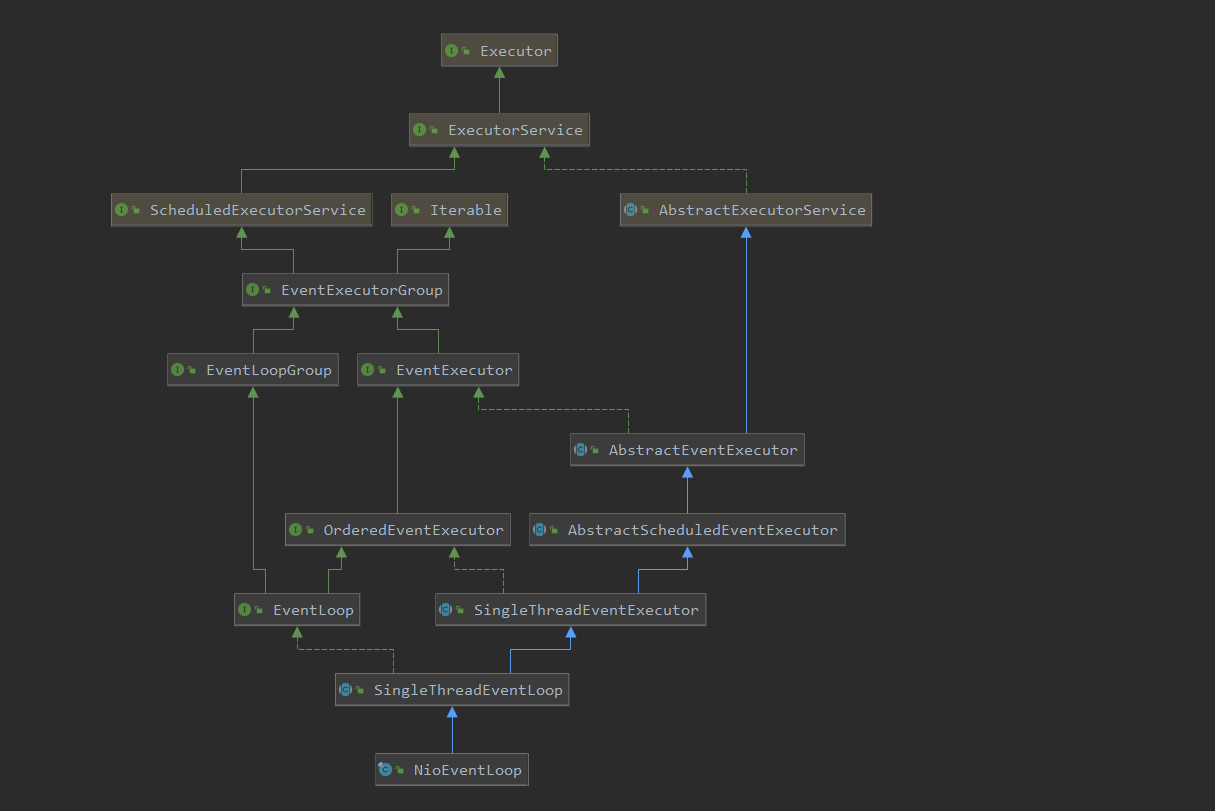 Executor
ExecutorService
ScheduledExecutorService
Iterable
AbstractExecutorService
EventExecutorGroup
EventLoopGroup
EventExecutor
AbstractEventExecutor
OrderedEventExecutor
AbstractScheduledEventExecutor
EventLoop
SingleThreadEventExecutor
SingleThreadEventLoop
NioEventLoop